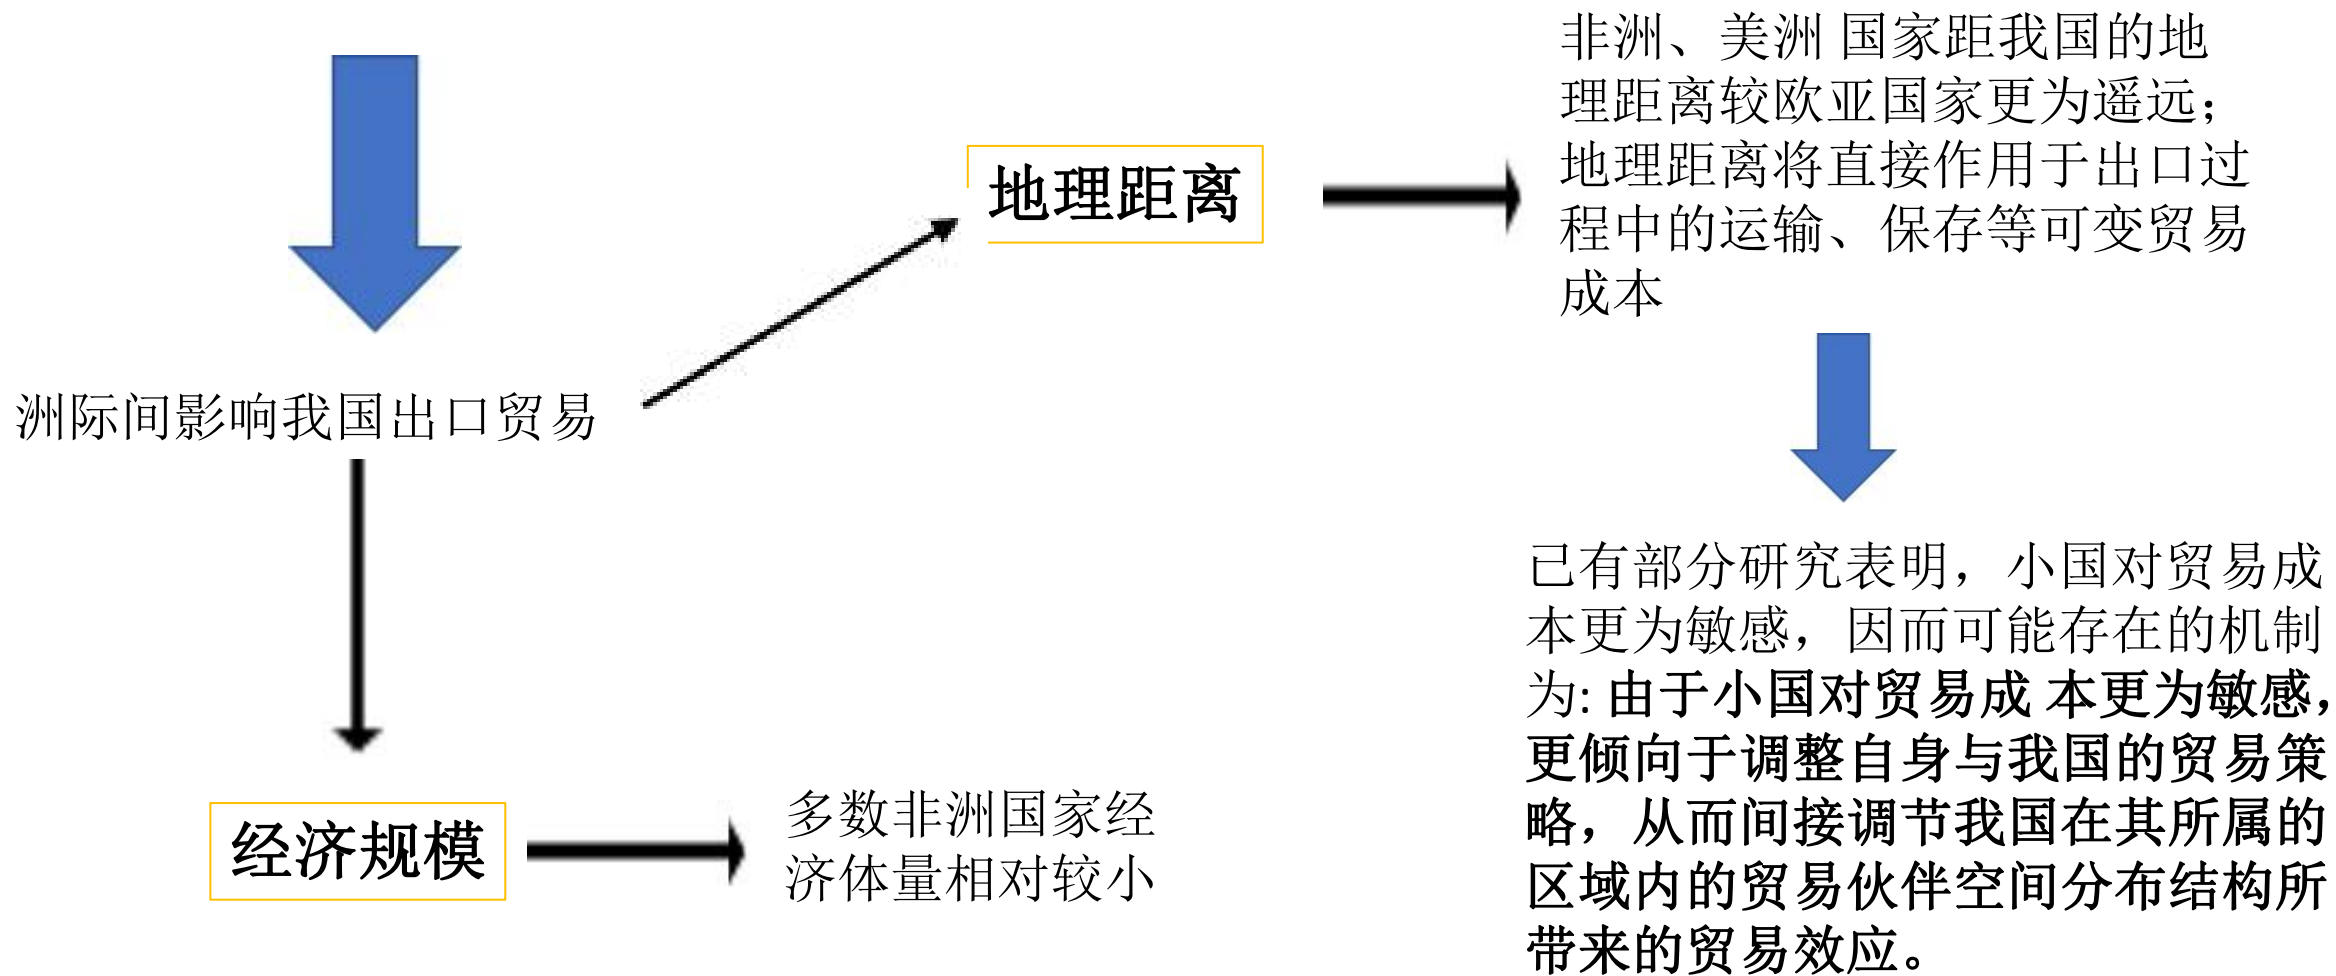 非洲、美洲 国家距我国的地
理距离较欧亚国家更为遥远；
地理距离将直接作用于出口过
程中的运输、保存等可变贸易
成本
地理距离
洲际间影响我国出口贸易
已有部分研究表明，小国对贸易成
本更为敏感，因而可能存在的机制
为: 由于小国对贸易成 本更为敏感，
更倾向于调整自身与我国的贸易策
略，从而间接调节我国在其所属的
区域内的贸易伙伴空间分布结构所
带来的贸易效应。
经济规模
多数非洲国家经
济体量相对较小